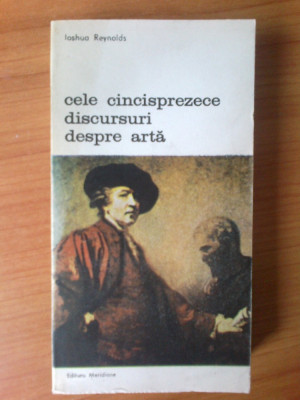 Ioshua Reynolds
cele cincisprezece
discursuri
despre artă
Editura Meridiane